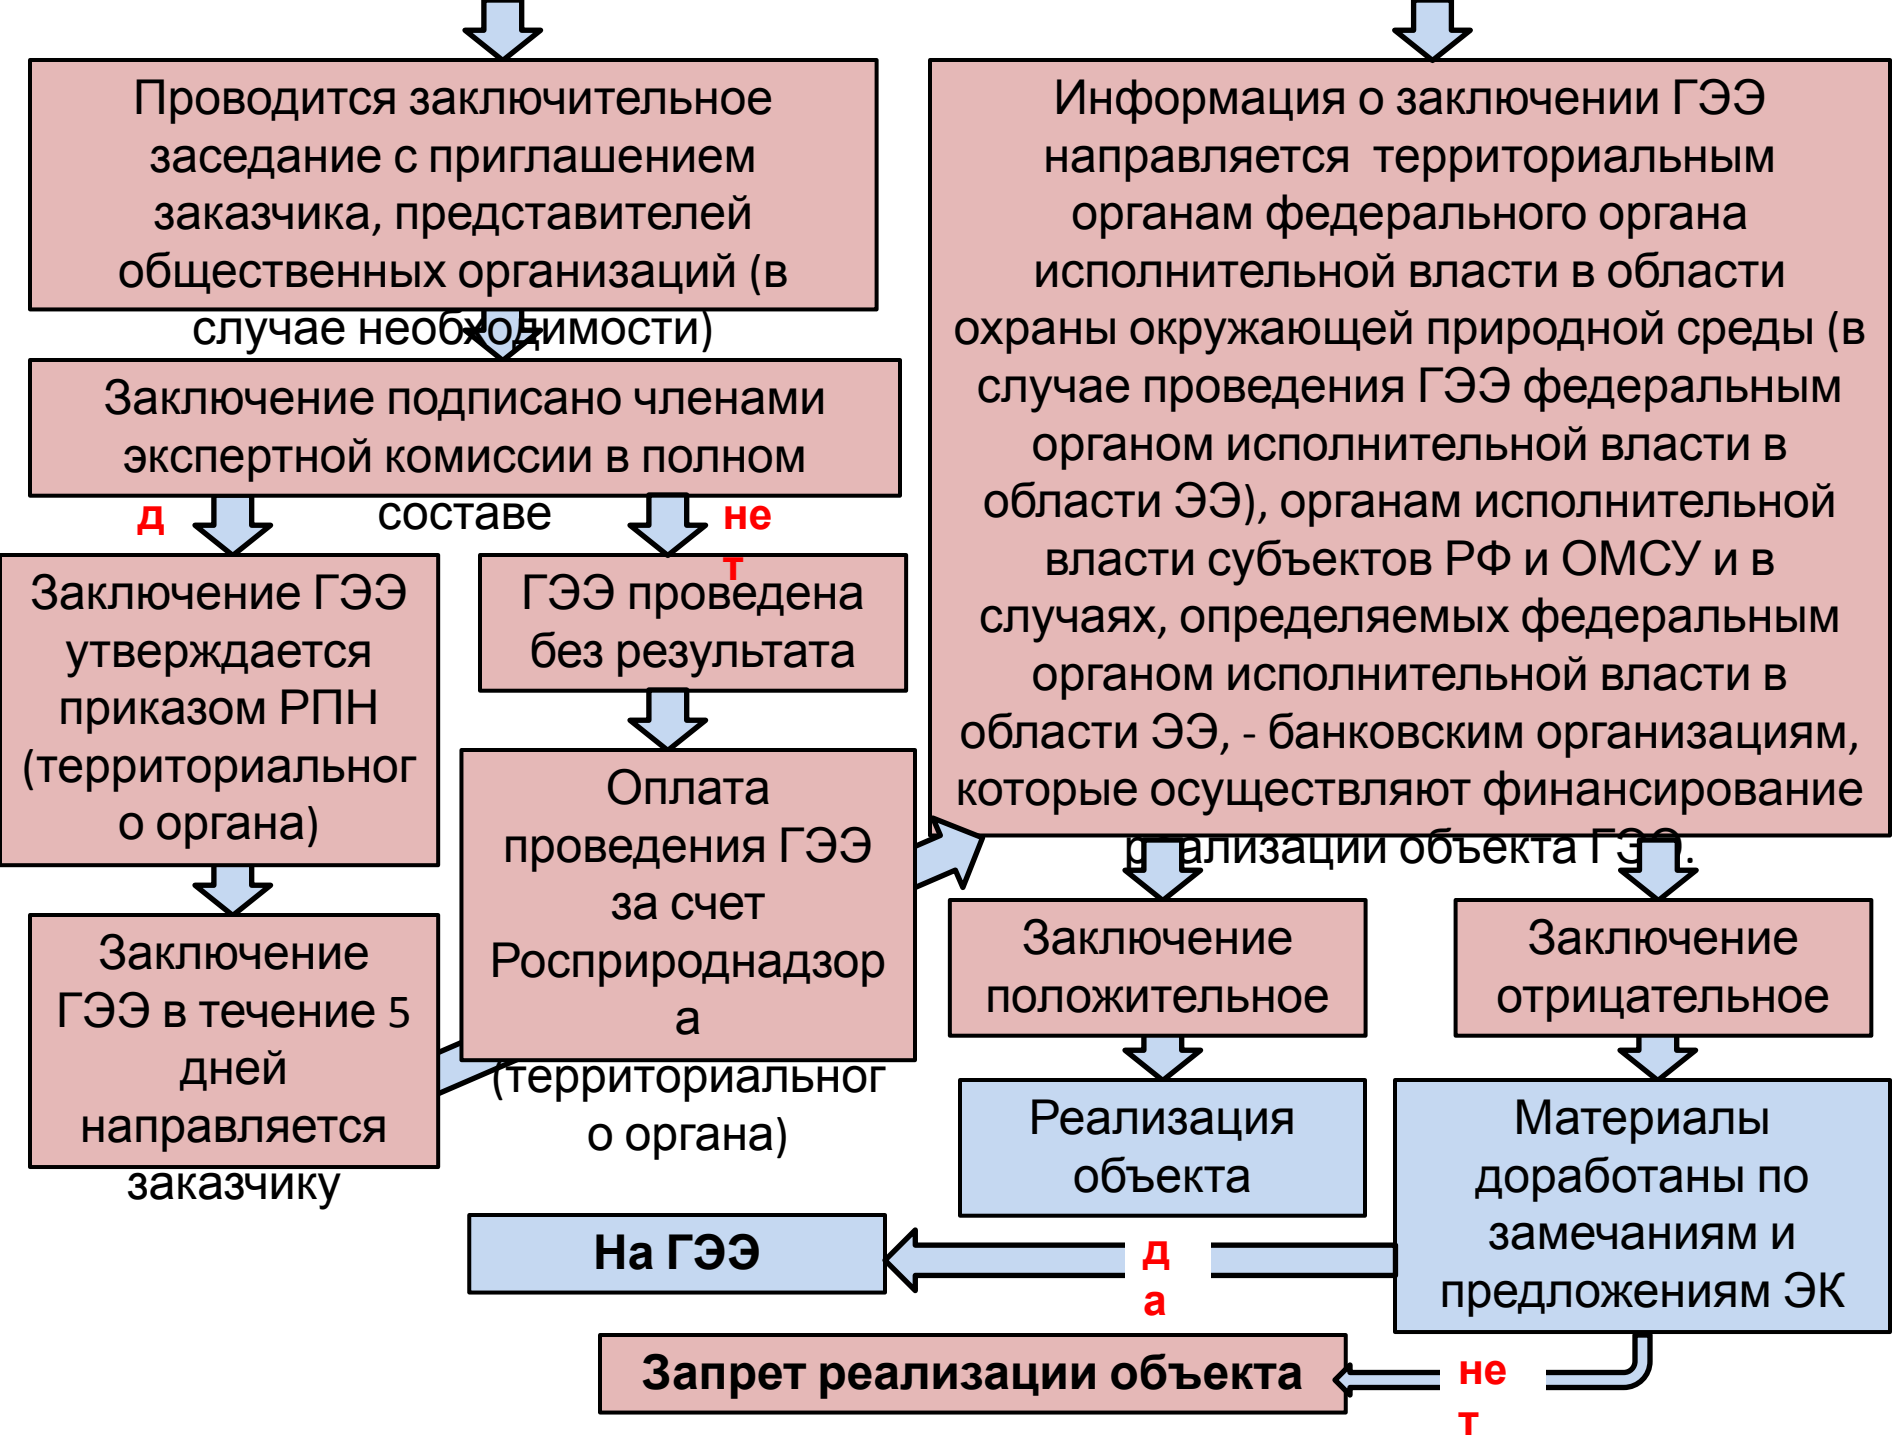 Проводится заключительное
заседание с приглашением
заказчика, представителей
общественных организаций (в
случае необходимости)
Заключение подписано членами
экспертной комиссии в полном
составе
д
не
т
Заключение ГЭЭ
утверждается
приказом РПН
(территориальног
о органа)
ГЭЭ проведена
без результата
Заключение
ГЭЭ в течение 5
дней
направляется
заказчику
Оплата
проведения ГЭЭ
за счет
Росприроднадзор
а
(территориальног
о органа)
Информация о заключении ГЭЭ
направляется территориальным
органам федерального органа
исполнительной власти в области
охраны окружающей природной среды (в
случае проведения ГЭЭ федеральным
органом исполнительной власти в
области ЭЭ), органам исполнительной
власти субъектов РФ и ОМСУ и в
случаях, определяемых федеральным
органом исполнительной власти в
области ЭЭ, - банковским организациям,
которые осуществляют финансирование
реализации объекта ГЭЭ.
Заключение
положительное
Заключение
отрицательное
Реализация
объекта
Материалы
доработаны по
замечаниям и
предложениям ЭК
На ГЭЭ
д
а
Запрет реализации объекта
не
т